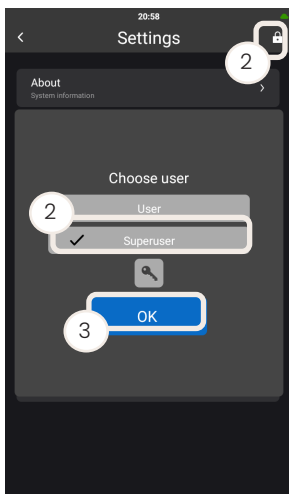 20:58
Settings
2
About
System information
Choose user
2
User
Superuser
OK
3